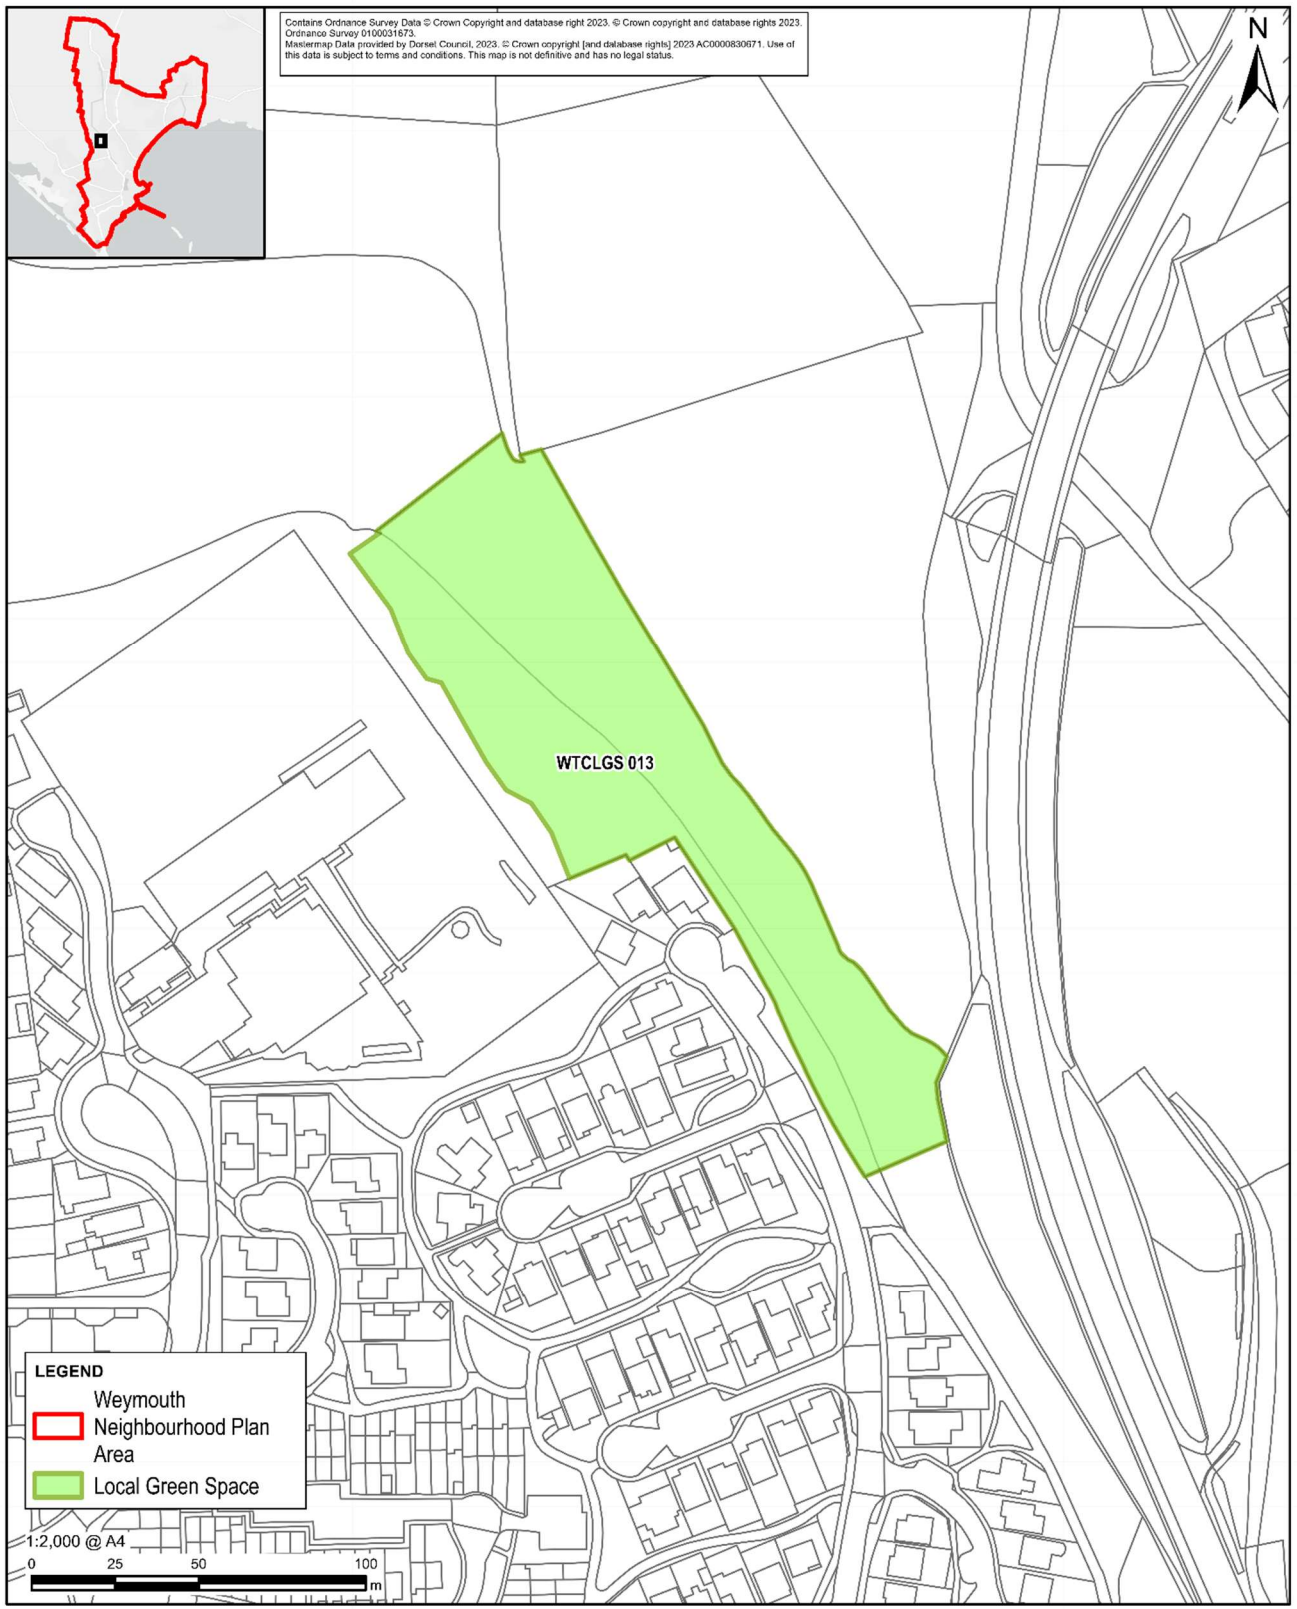 Contains Ordnance Survey Data © Crown Copyright and database right 2023. © Crown copyright and database rights 2023.
Ordnance Survey 0100031673.
Mastermap Data provided by Dorset Council, 2023. © Crown copyright [and database rights] 2023 AC0000830671. Use of
this data is subject to terms and conditions. This map is not definitive and has no legal status.
N
WTCLGS 013
LEGEND
Weymouth
Neighbourhood Plan
Area
Local Green Space
1:2,000 @ A4
0 25 50 100
m